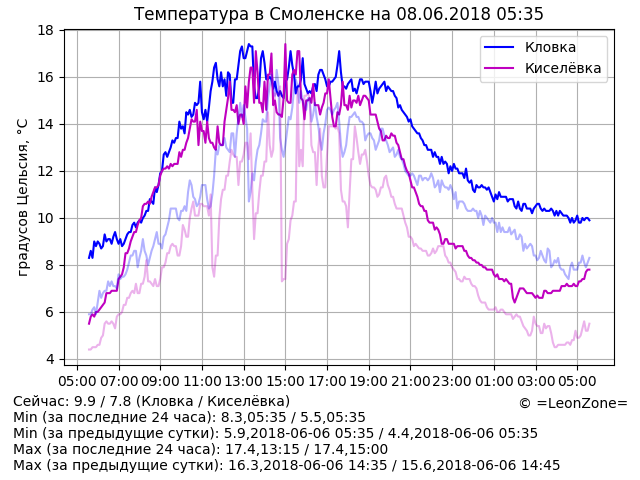 Температура в Смоленске на 08.06.2018 05:35
градусов Цельсия, °C
18
16
14
12
10
8
6
4
Кловка
Киселёвка
05:00 07:00 09:00 11:00 13:00 15:00 17:00 19:00 21:00 23:00 01:00 03:00 05:00
Сейчас: 9.9 / 7.8 (Кловка / Киселёвка)
© =LeonZone=
Min (за последние 24 часа): 8.3,05:35 / 5.5,05:35
Min (за предыдущие сутки): 5.9,2018-06-06 05:35 / 4.4,2018-06-06 05:35
Max (за последние 24 часа): 17.4,13:15 / 17.4,15:00
Max (за предыдущие сутки): 16.3,2018-06-06 14:35 / 15.6,2018-06-06 14:45